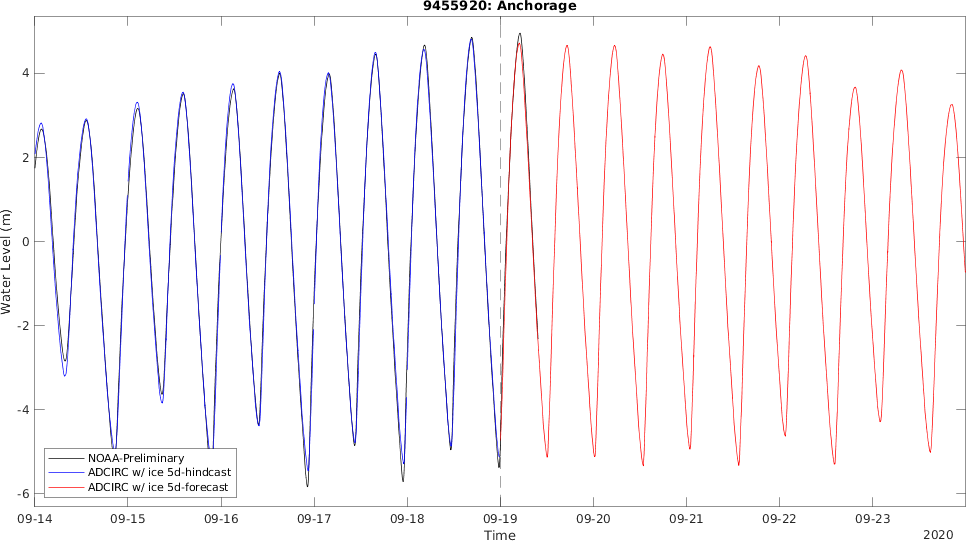 9455920: Anchorage
4
2
0
-2
-4
-6
Water Level (m)
NOAA-Preliminary
ADCIRC w/ ice 5d-hindcast
ADCIRC w/ ice 5d-forecast
09-14 09-15 09-16 09-17 09-18 09-19 09-20 09-21 09-22 09-23
Time
2020